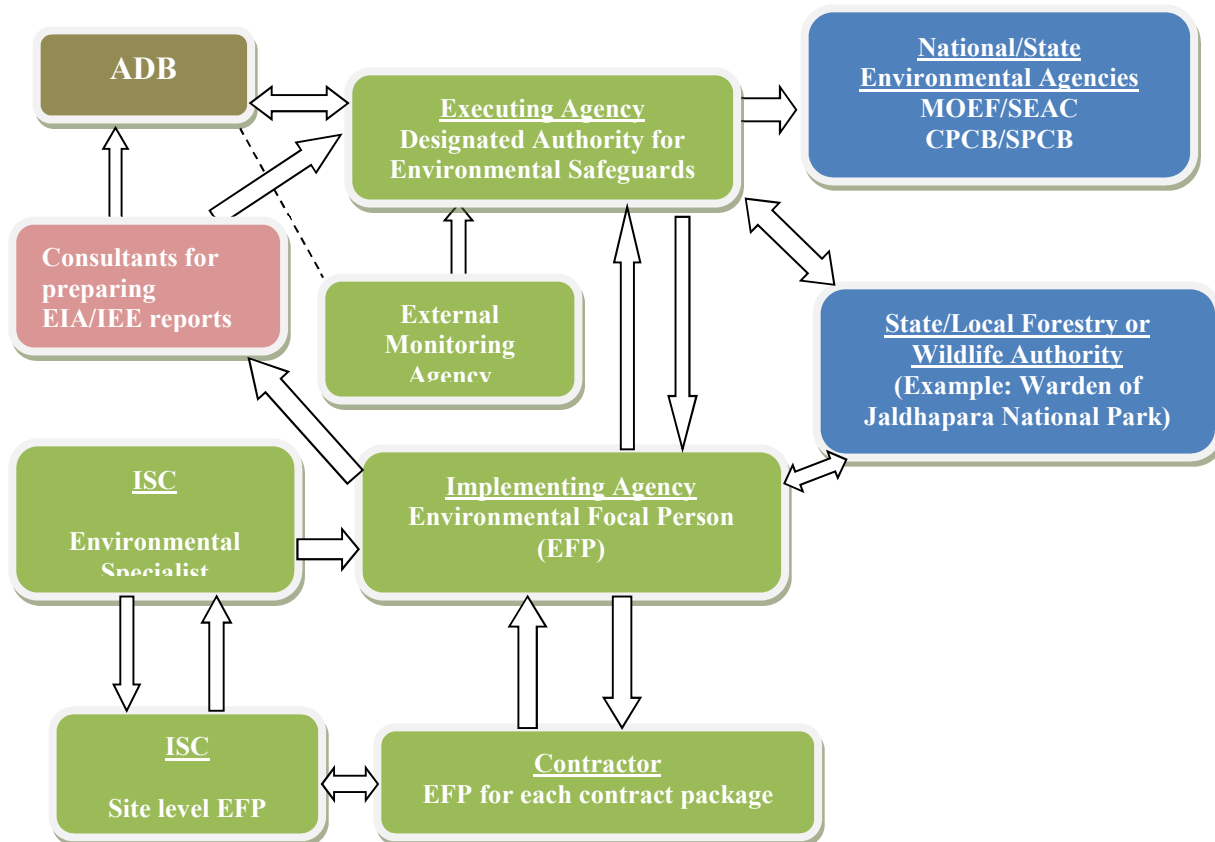 ADB
Executing Agency
Designated Authority for
Environmental Safeguards
National/State
Environmental Agencies
MOEF/SEAC
CPCB/SPCB
Consultants for
preparing
EIA/IEE reports
External
Monitoring
Agency
State/Local Forestry or
Wildlife Authority
(Example: Warden of
Jaldhapara National Park)
ISC
Environmental
Specialist
Implementing Agency
Environmental Focal Person
(EFP)
ISC
Site level EFP
Contractor
EFP for each contract package